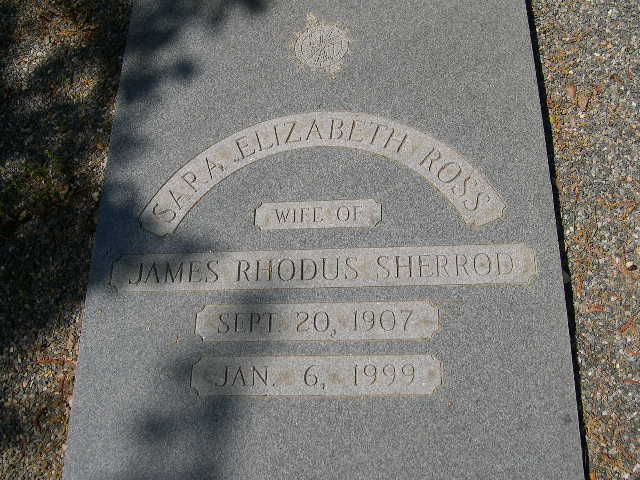 SARA ELIZABETH ROSS
WIFE OF
JAMES RHODUS SHERROD
SEPT. 20, 1907
JAN. 6, 1999